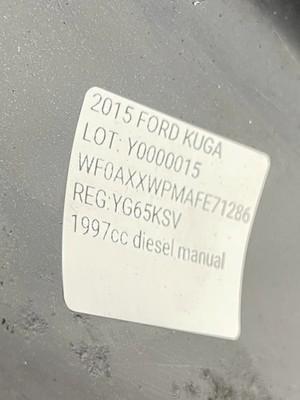 2015 FORD KUGA
LOT: Y0000015
WF0AXXWPMAFE71286
REG:YG65KSV
1997cc diesel manual